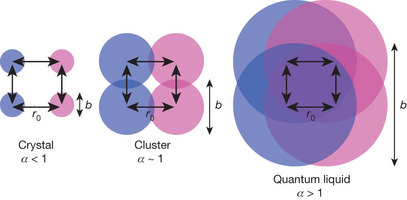 r₀
b
Crystal
α < 1
r₀
b
Cluster
α ~ 1
r₀
b
Quantum liquid
α > 1